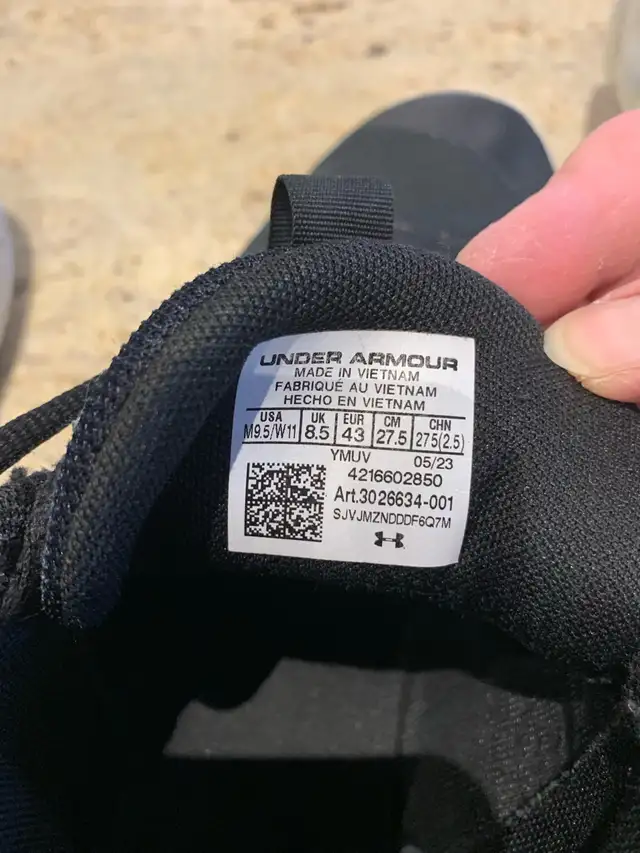 UNDER ARMOUR
MADE IN VIETNAM
FABRIQUÉ AU VIETNAM
HECHO EN VIETNAM
USA UK EUR CM CHN
M9.5/W11 8.5 43 27.5 275(2.5)
YMUV 05/23
4216602850
Art.3026634-001
SJVJMZNDDDF6Q7M